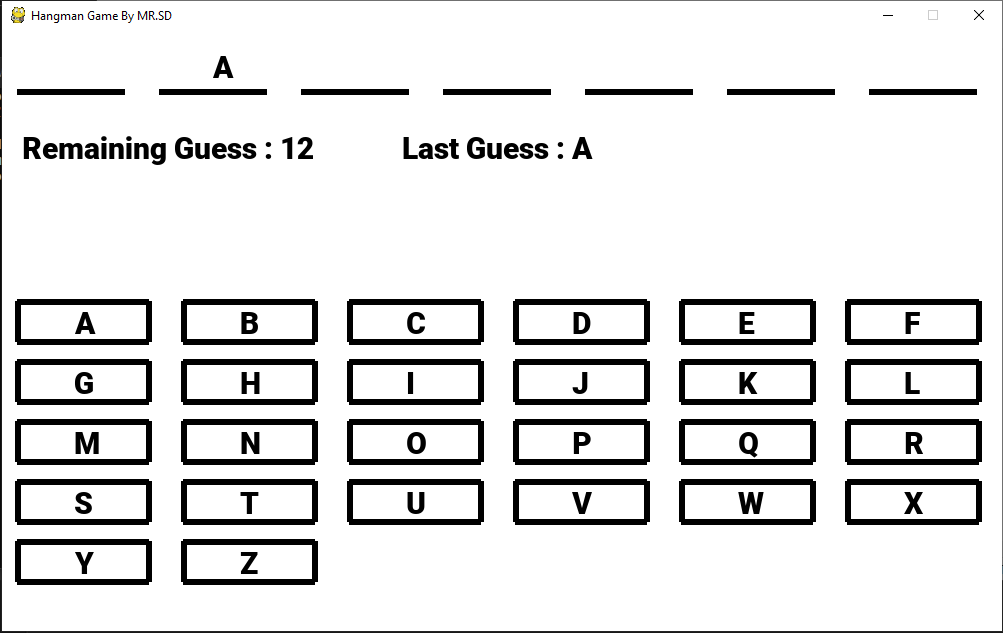 Hangman Game By MR.SD
A
Remaining Guess : 12 Last Guess : A
A B C D E F
G H I J K L
M N O P Q R
S T U V W X
Y Z